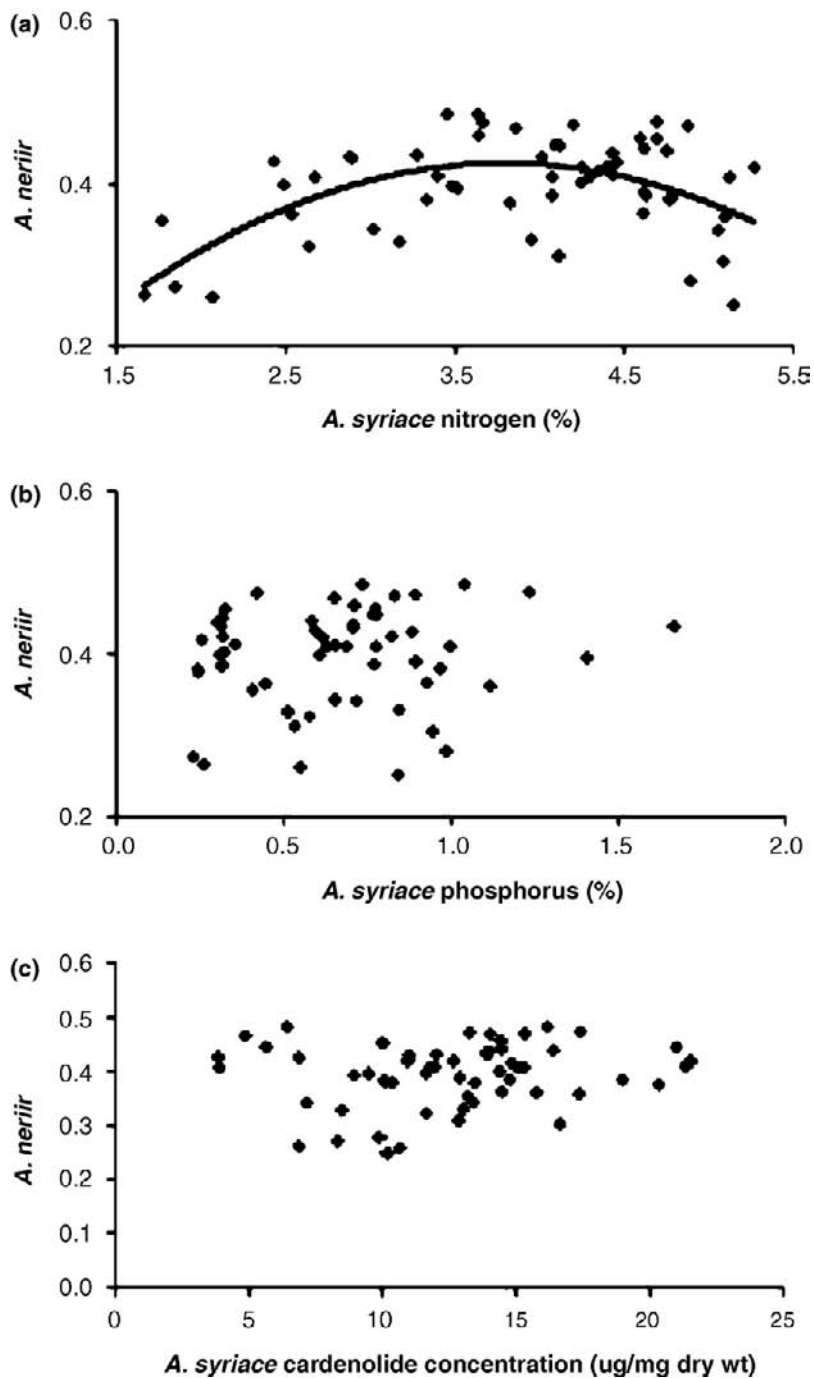 (a)
0.6
0.4
0.2
A. neriir
1.5 2.5 3.5 4.5 5.5
A. syriace nitrogen (%)
(b)
0.6
0.4
0.2
A. neriir
0.0 0.5 1.0 1.5 2.0
A. syriace phosphorus (%)
(c)
0.6
0.5
0.4
0.3
0.2
0.1
0.0
A. neriir
0 5 10 15 20 25
A. syriace cardenolide concentration (ug/mg dry wt)